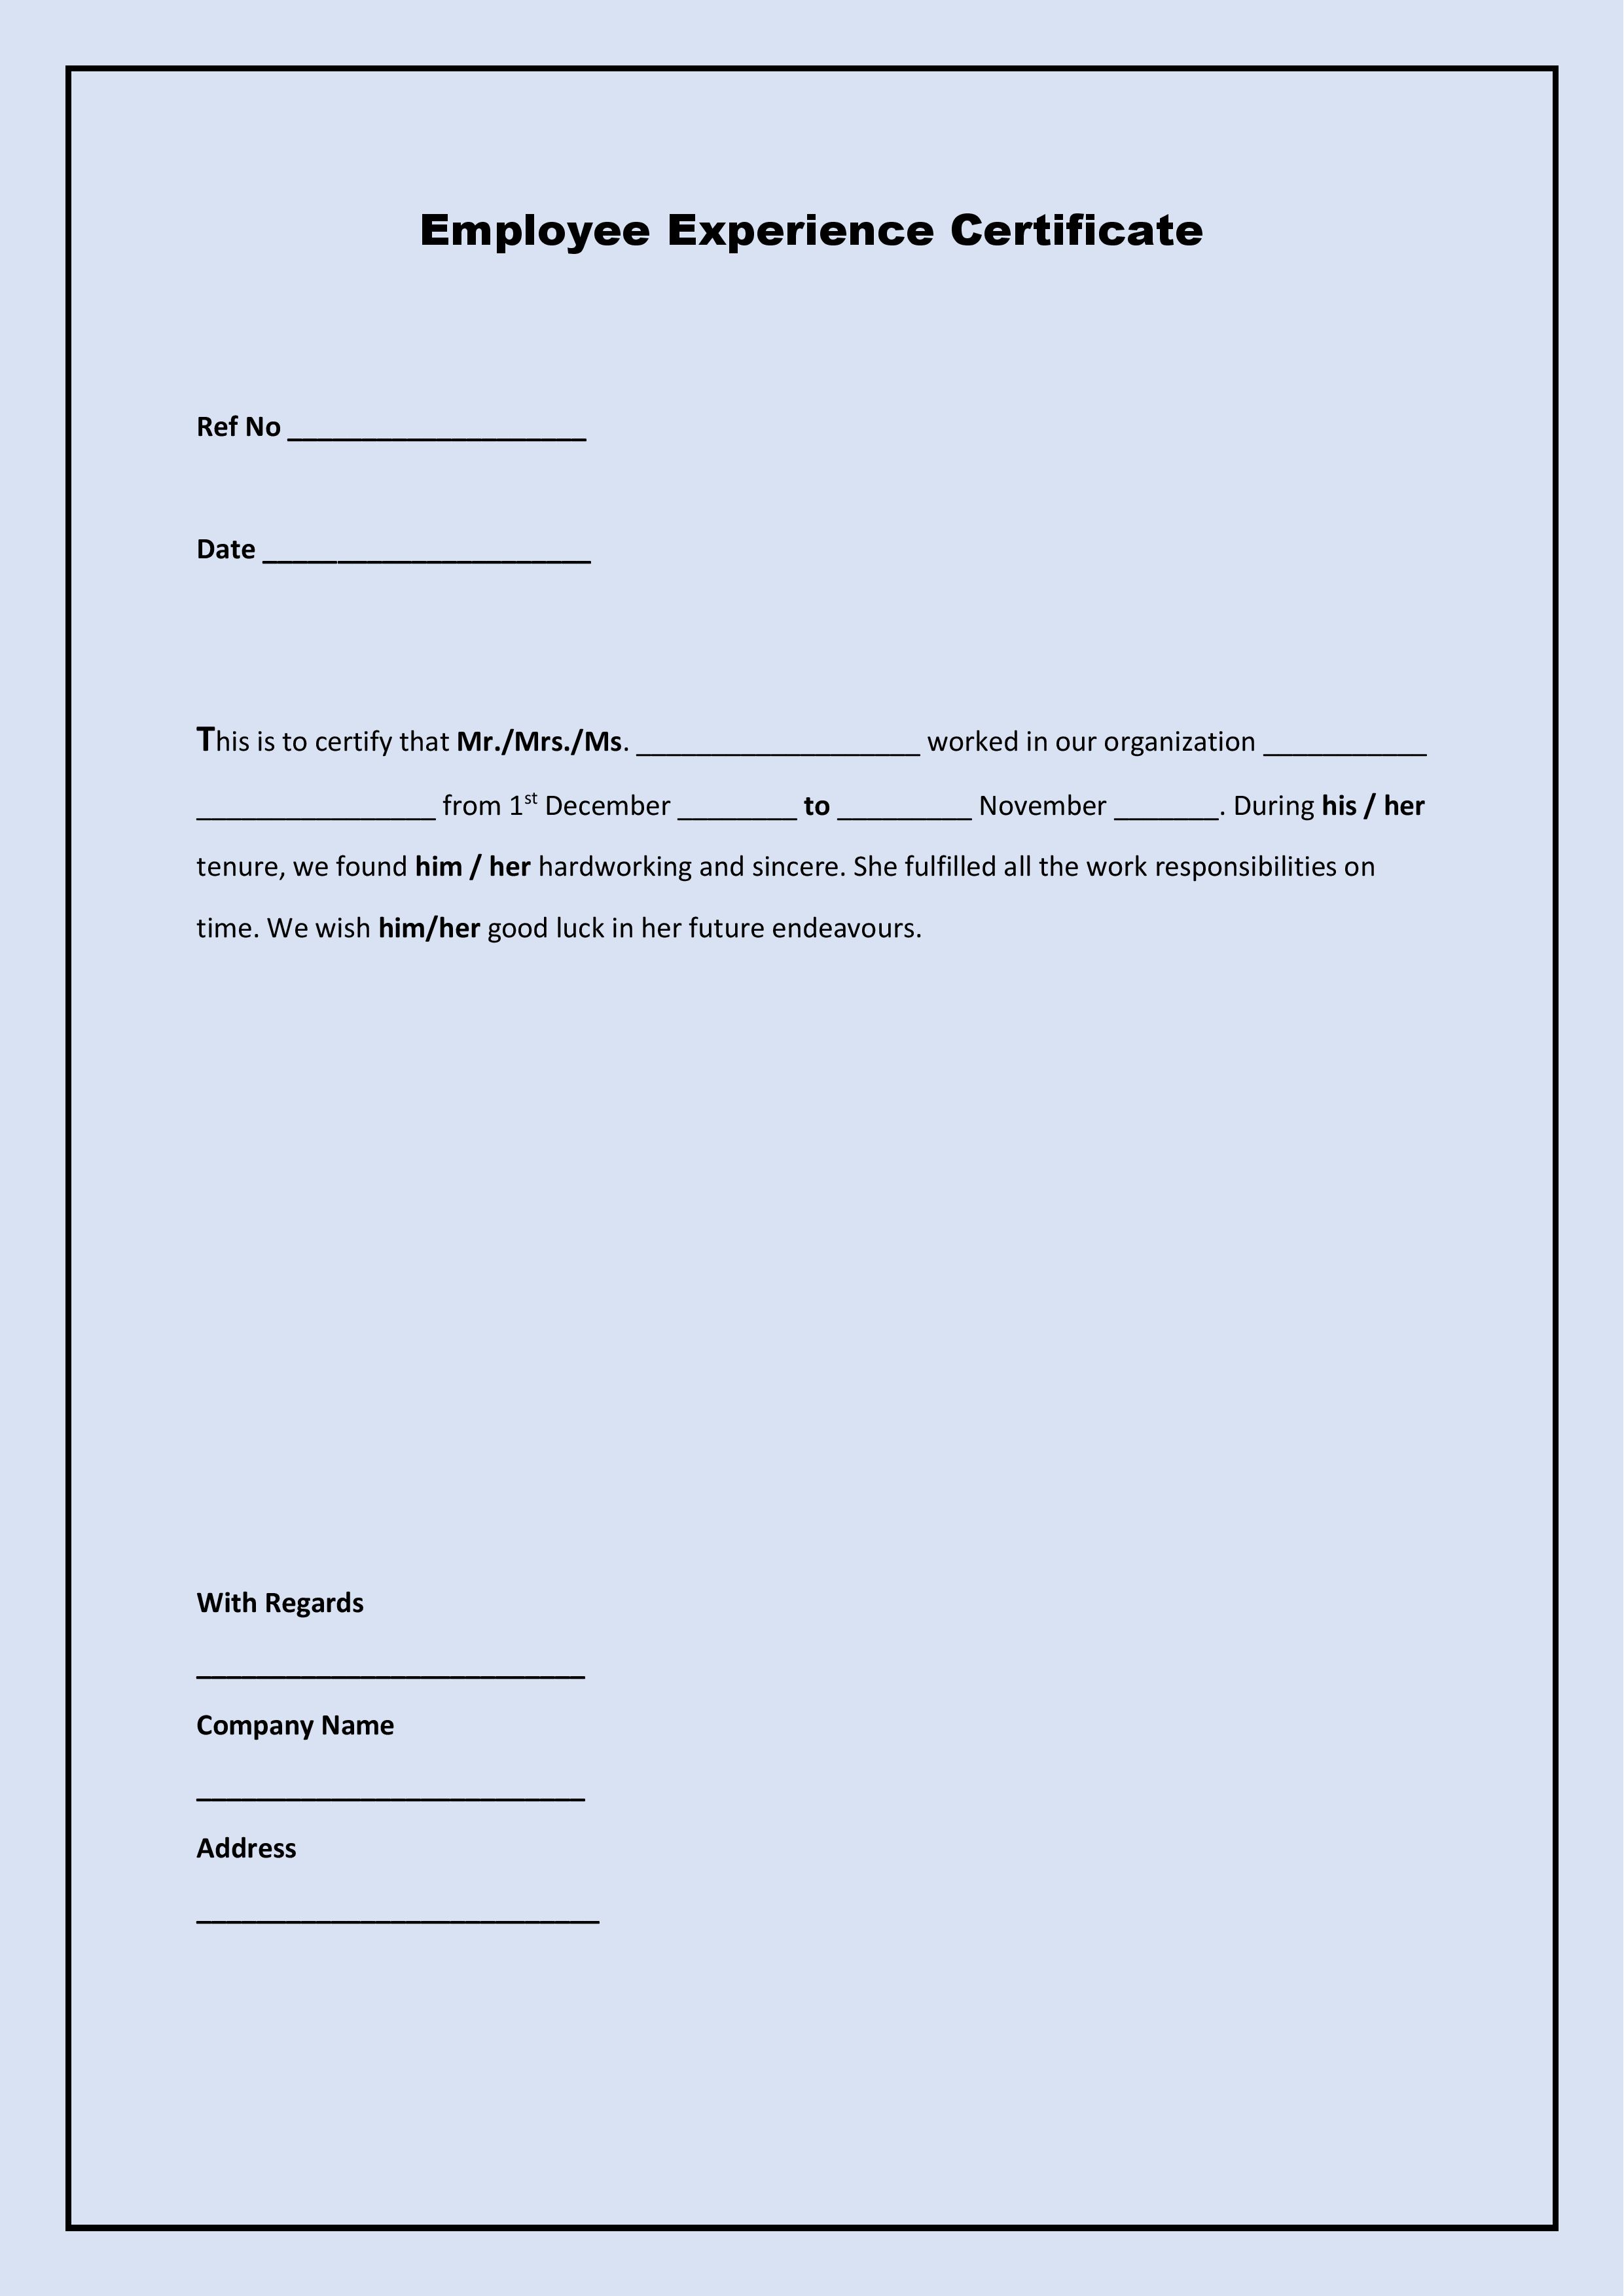 Employee Experience Certificate
Ref No ____________________
Date ______________________
This is to certify that Mr./Mrs./Ms. ___________________ worked in our organization ___________
________________ from 1st December ________ to _________ November _______. During his / her
tenure, we found him / her hardworking and sincere. She fulfilled all the work responsibilities on
time. We wish him/her good luck in her future endeavours.
With Regards
__________________________
Company Name
__________________________
Address
___________________________